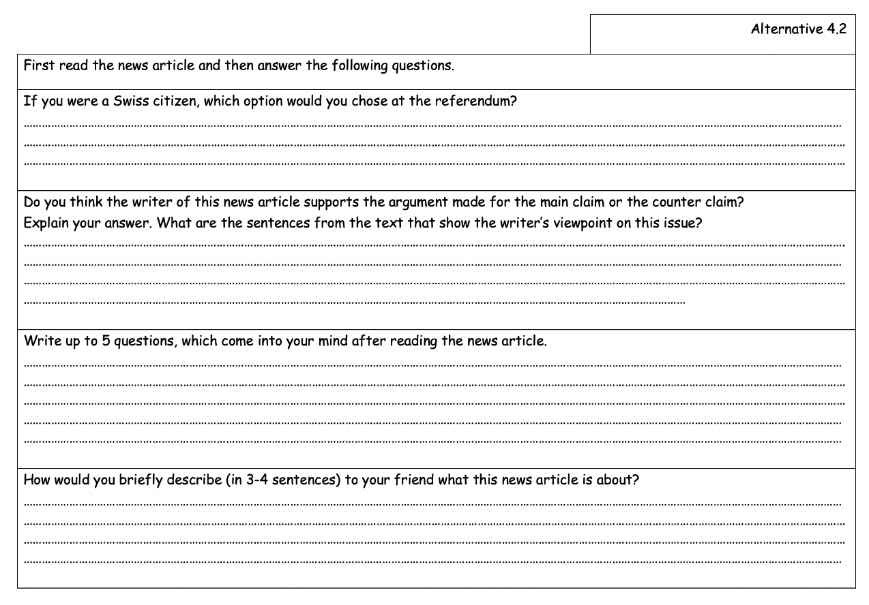 Alternative 4.2
First read the news article and then answer the following questions.
If you were a Swiss citizen, which option would you chose at the referendum?
Do you think the writer of this news article supports the argument made for the main claim or the counter claim?
Explain your answer. What are the sentences from the text that show the writer's viewpoint on this issue?
Write up to 5 questions, which come into your mind after reading the news article.
How would you briefly describe (in 3-4 sentences) to your friend what this news article is about?